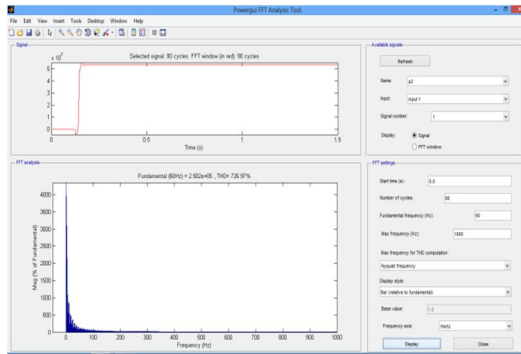 Powergui FFT Analysis Tool.
File Edit View Insert Tools Desktop Window Help
Signal
Selected signal: 90 cycles. FFT window (in red): 90 cycles
x 10
5
4
3
2
1
0
0 0.5 1 1.5
Time (s)
FFT analysis
Fundamental (60Hz) = 2.502e+05 , THD= 726.97%
Mag (% of Fundamental)
4000
3500
3000
2500
2000
1500
1000
500
0
0 100 200 300 400 500 600 700 800 900 1000
Frequency (Hz)
Available signals
Refresh
Name: p2
Input: input 1
Signal number: 1
Display: Signal
FFT window
FFT settings
Start time (s): 0.0
Number of cycles: 90
Fundamental frequency (Hz): 60
Max frequency (Hz): 1000
Max frequency for THD computation:
Nyquist frequency
Display style:
Bar (relative to fundamental)
Base value: 1.0
Frequency axis: Hertz
Display Close